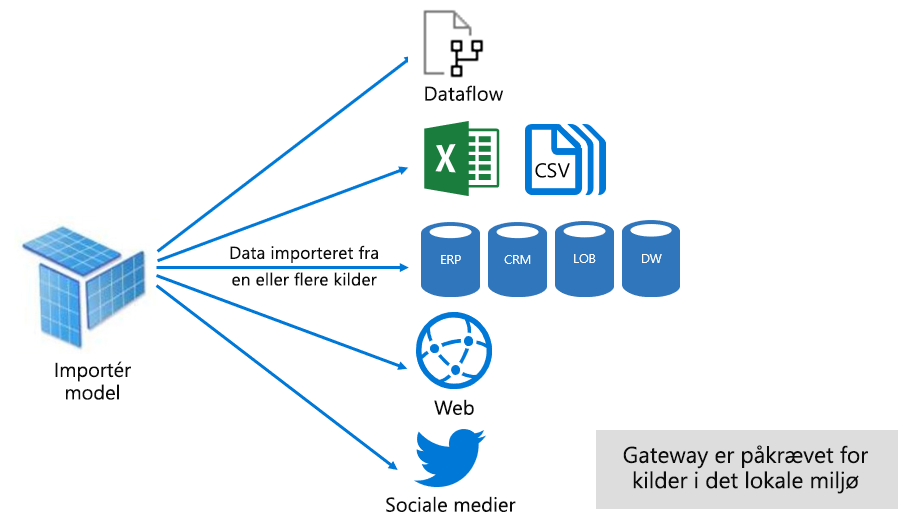 Dataflow
X
CSV
Data importeret fra
en eller flere kilder
ERP
CRM
LOB
DW
Importér
model
Web
Sociale medier
Gateway er påkrævet for
kilder i det lokale miljø